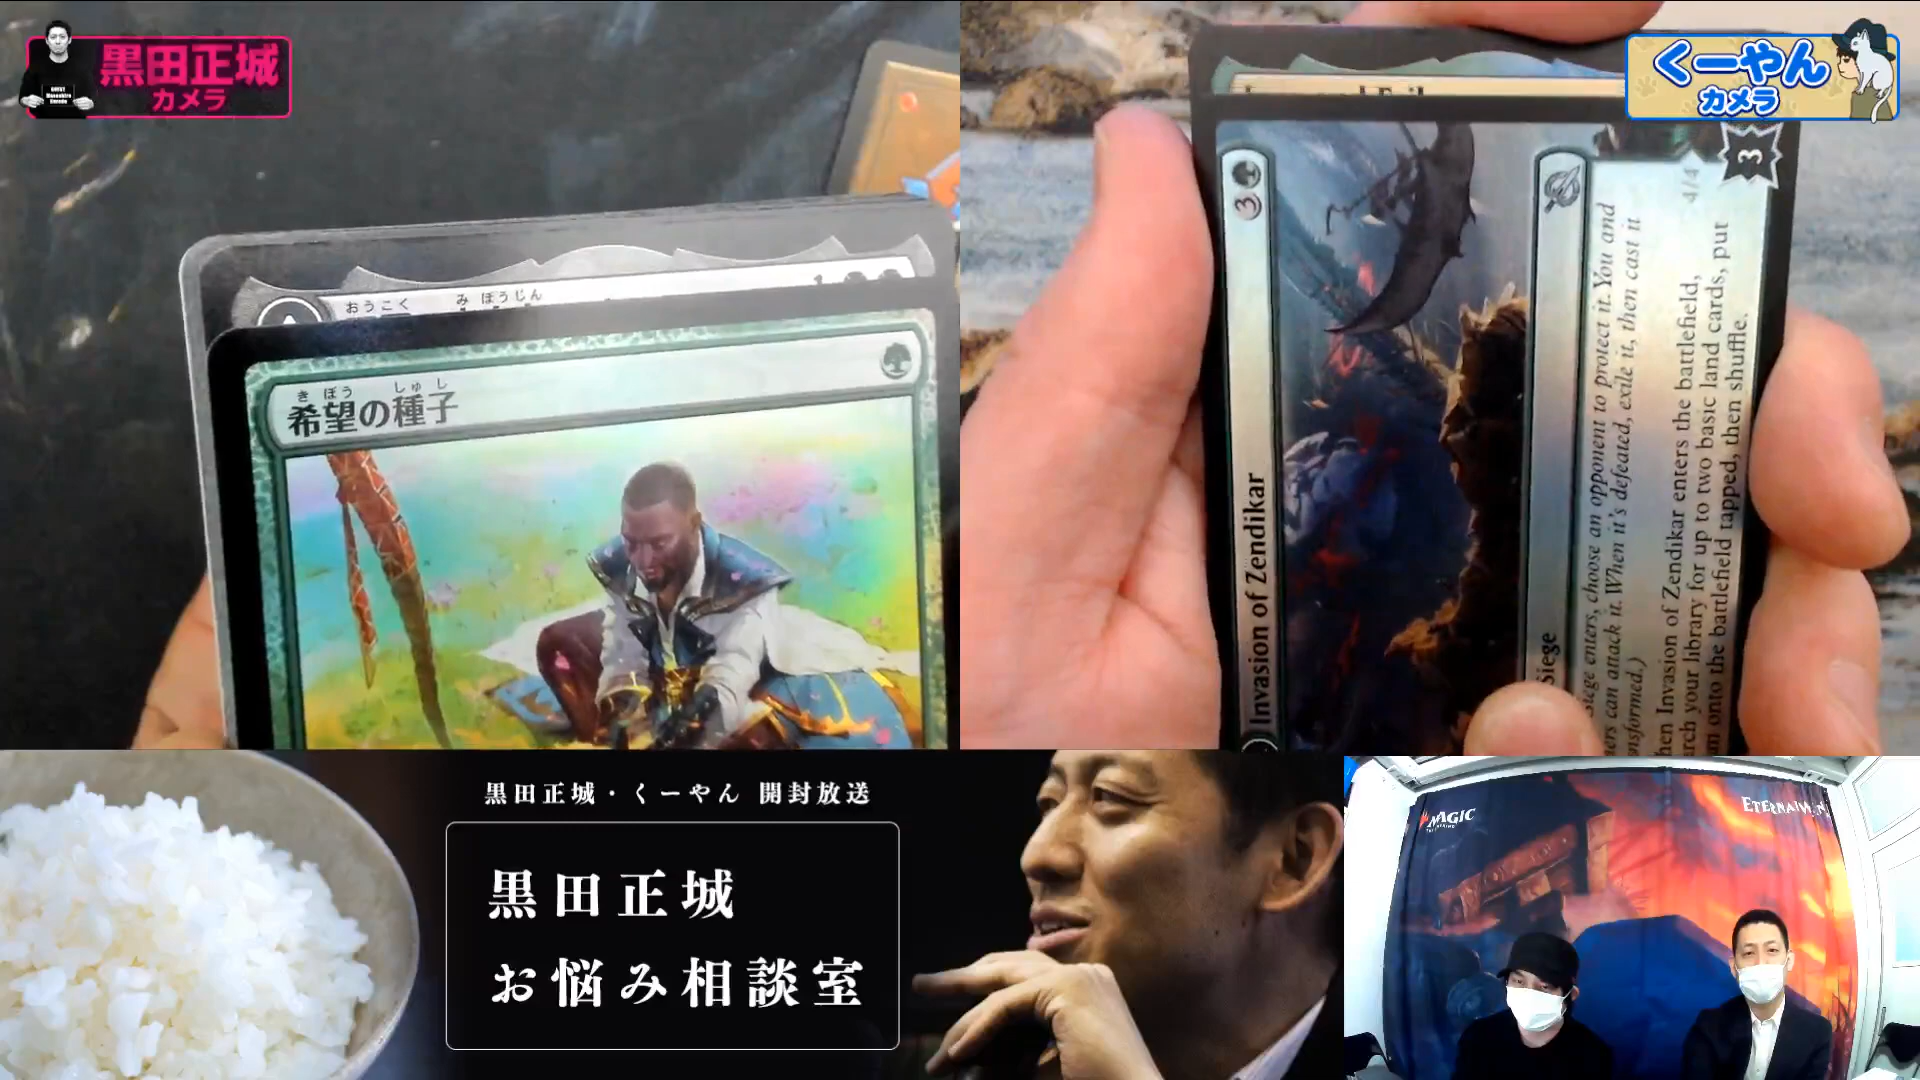 黒田正城
カメラ
くーやん
カメラ
おうこく みぼうじん
きぼう しゅし
希望の種子
3
Invasion of Zendikar
Siege
Siege enters, choose an opponent to protect it. You and
ers can attack it. When it's defeated, exile it, then cast it
nsformed.)
hen Invasion of Zendikar enters the battlefield,
arch your library for up to two basic land cards, put
m onto the battlefield tapped, then shuffle.
4/4
3
黒田正城・くーやん 開封放送
黒田正城
お悩み相談室
MAGIC